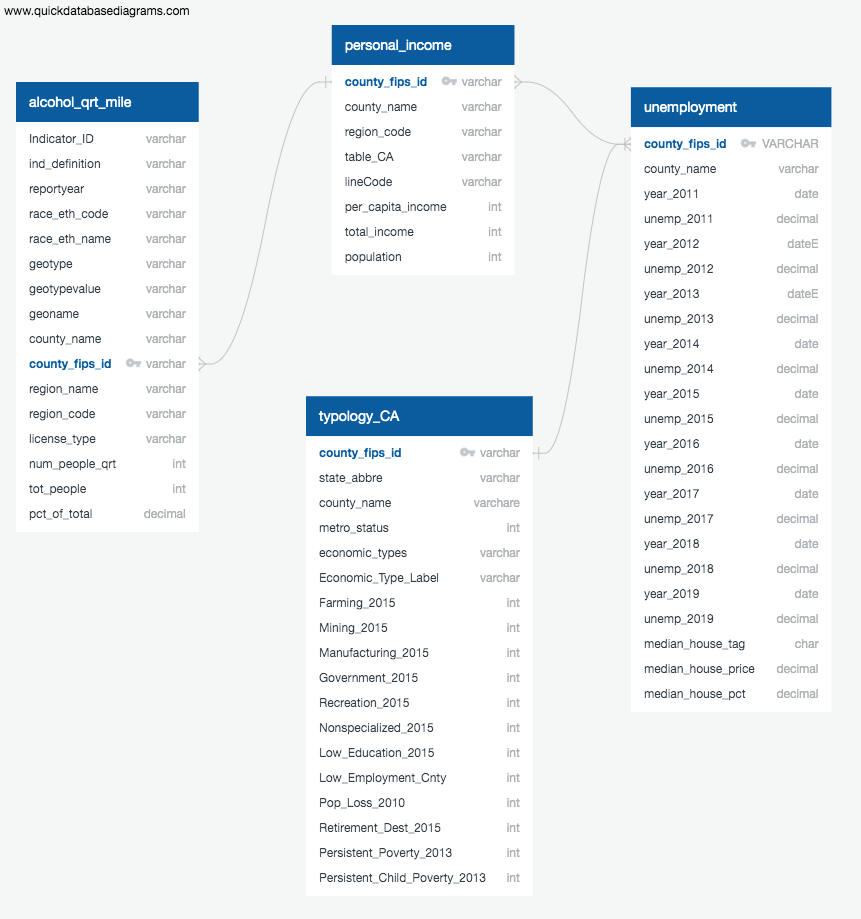 www.quickdatabasediagrams.com
alcohol_qrt_mile
Indicator_ID varchar
ind_definition varchar
reportyear varchar
race_eth_code varchar
race_eth_name varchar
geotype varchar
geotypevalue varchar
geoname varchar
county_name varchar
county_fips_id varchar
region_name varchar
region_code varchar
license_type varchar
num_people_qrt int
tot_people int
pct_of_total decimal
personal_income
county_fips_id varchar
county_name varchar
region_code varchar
table_CA varchar
lineCode varchar
per_capita_income int
total_income int
population int
typology_CA
county_fips_id varchar
state_abbre varchar
county_name varchare
metro_status int
economic_types varchar
Economic_Type_Label varchar
Farming_2015 int
Mining_2015 int
Manufacturing_2015 int
Government_2015 int
Recreation_2015 int
Nonspecialized_2015 int
Low_Education_2015 int
Low_Employment_Cnty int
Pop_Loss_2010 int
Retirement_Dest_2015 int
Persistent_Poverty_2013 int
Persistent_Child_Poverty_2013 int
unemployment
county_fips_id VARCHAR
county_name varchar
year_2011 date
unemp_2011 decimal
year_2012 dateE
unemp_2012 decimal
year_2013 dateE
unemp_2013 decimal
year_2014 date
unemp_2014 decimal
year_2015 date
unemp_2015 decimal
year_2016 date
unemp_2016 decimal
year_2017 date
unemp_2017 decimal
year_2018 date
unemp_2018 decimal
year_2019 date
unemp_2019 decimal
median_house_tag char
median_house_price decimal
median_house_pct decimal